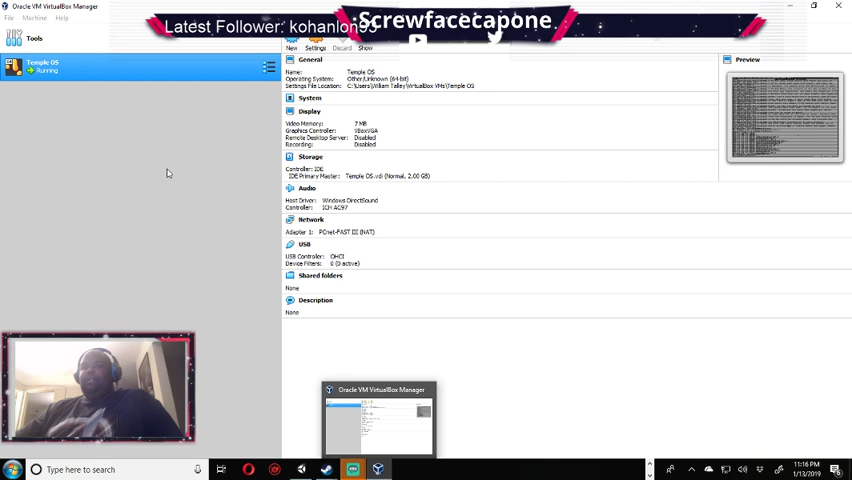 Oracle VM VirtualBox Manager
File Machine Help
Latest Follower: kohanlon93
Screwfacecapone
Tools
New Settings Discard Show
Temple OS
Running
General
Name: Temple OS
Operating System: Other/Unknown (64-bit)
Settings File Location: C:\Users\William Talley\VirtualBox VMs\Temple OS
System
Display
Video Memory: 7 MB
Graphics Controller: VBoxVGA
Remote Desktop Server: Disabled
Recording: Disabled
Storage
Controller: IDE
IDE Primary Master: Temple OS.vdi (Normal, 2.00 GB)
Audio
Host Driver: Windows DirectSound
Controller: ICH AC97
Network
Adapter 1: PCnet-FAST III (NAT)
USB
USB Controller: OHCI
Device Filters: 0 (0 active)
Shared folders
None
Description
None
Preview
Oracle VM VirtualBox Manager
Type here to search
11:16 PM
1/13/2019